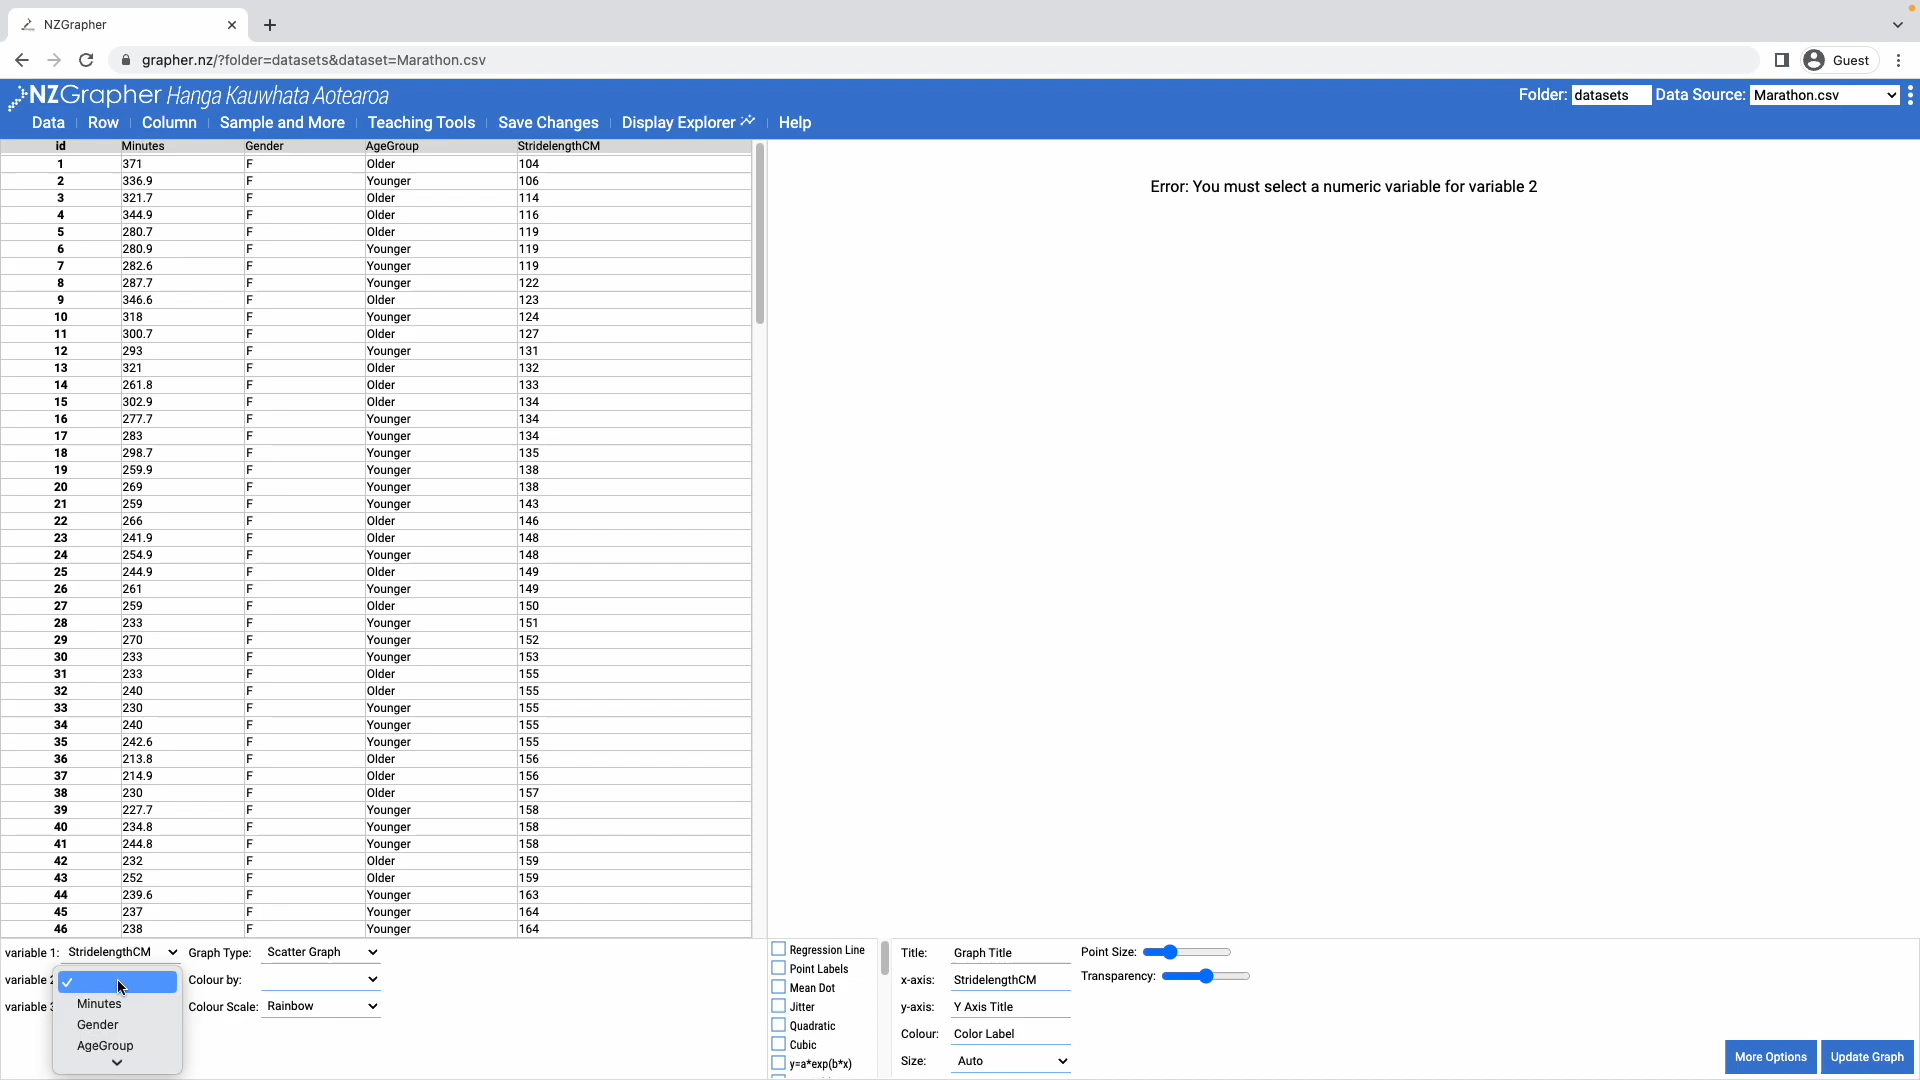 NZGrapher
grapher.nz/?folder=datasets&dataset=Marathon.csv
Guest
NZGrapher Hanga Kauwhata Aotearoa
Folder: datasets Data Source: Marathon.csv
Data Row Column Sample and More Teaching Tools Save Changes Display Explorer Help
id Minutes Gender AgeGroup StridelengthCM
1 371 F Older 104
2 336.9 F Younger 106
3 321.7 F Older 114
4 344.9 F Older 116
5 280.7 F Older 119
6 280.9 F Younger 119
7 282.6 F Younger 119
8 287.7 F Younger 122
9 346.6 F Older 123
10 318 F Younger 124
11 300.7 F Older 127
12 293 F Younger 131
13 321 F Older 132
14 261.8 F Older 133
15 302.9 F Older 134
16 277.7 F Younger 134
17 283 F Younger 134
18 298.7 F Younger 135
19 259.9 F Younger 138
20 269 F Younger 138
21 259 F Younger 143
22 266 F Older 146
23 241.9 F Older 148
24 254.9 F Younger 148
25 244.9 F Older 149
26 261 F Younger 149
27 259 F Older 150
28 233 F Younger 151
29 270 F Younger 152
30 233 F Younger 153
31 233 F Older 155
32 240 F Older 155
33 230 F Younger 155
34 240 F Younger 155
35 242.6 F Younger 155
36 213.8 F Older 156
37 214.9 F Older 156
38 230 F Older 157
39 227.7 F Younger 158
40 234.8 F Younger 158
41 244.8 F Younger 158
42 232 F Older 159
43 252 F Older 159
44 239.6 F Younger 163
45 237 F Younger 164
46 238 F Younger 164
Error: You must select a numeric variable for variable 2
variable 1: StridelengthCM Graph Type: Scatter Graph
variable 2 Colour by:
variable 3 Colour Scale: Rainbow
Minutes
Gender
AgeGroup
Regression Line
Point Labels
Mean Dot
Jitter
Quadratic
Cubic
y=a*exp(b*x)
Title: Graph Title
x-axis: StridelengthCM
y-axis: Y Axis Title
Colour: Color Label
Size: Auto
Point Size:
Transparency:
More Options Update Graph